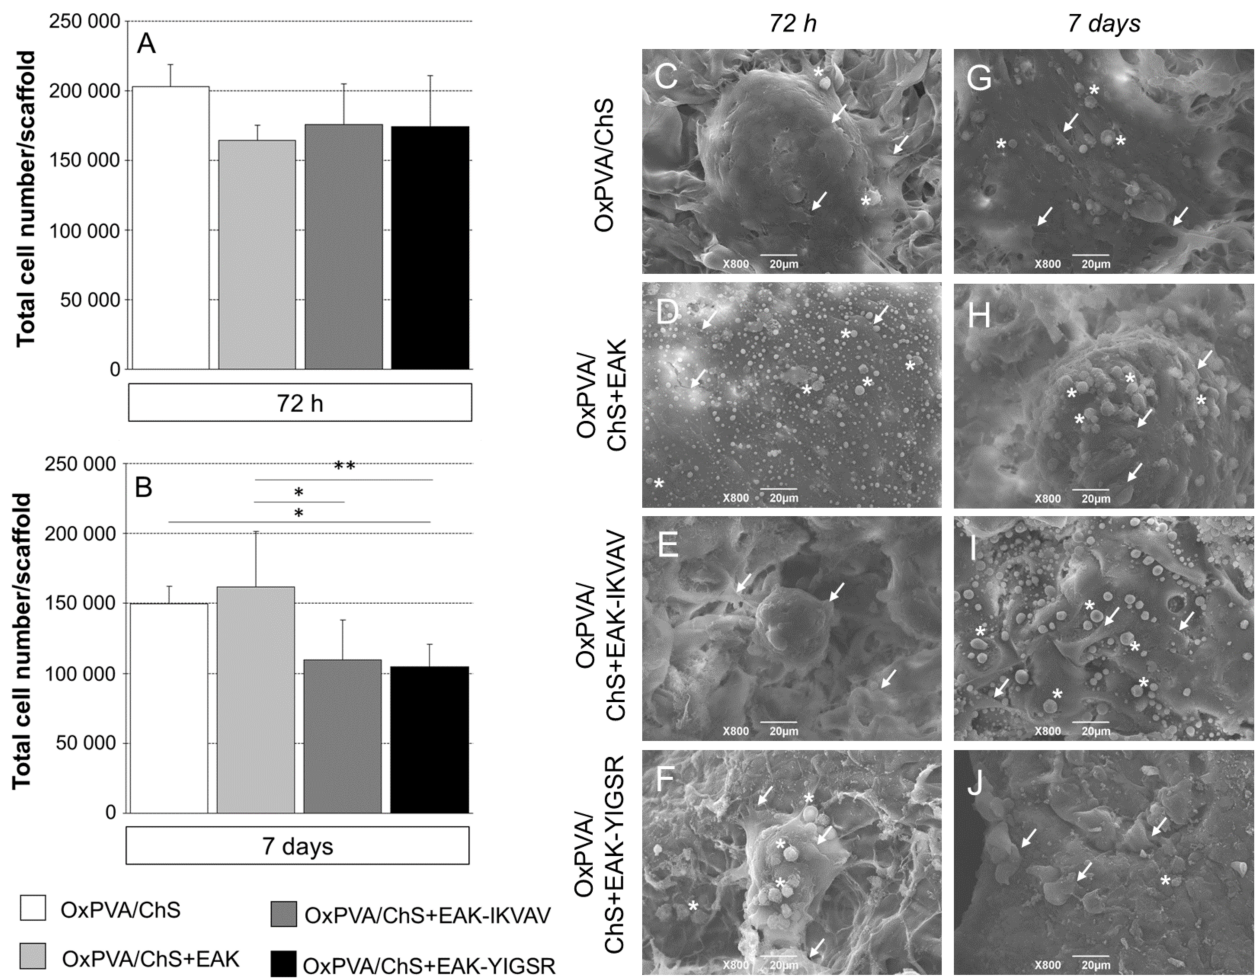 A
250 000
200 000
150 000
100 000
50 000
0
Total cell number/scaffold
72 h
B
250 000
200 000
150 000
100 000
50 000
0
Total cell number/scaffold
**
*
*
7 days
OxPVA/ChS
OxPVA/ChS+EAK
OxPVA/ChS+EAK-IKVAV
OxPVA/ChS+EAK-YIGSR
72 h
7 days
OxPVA/ChS
C
* *
X800 20µm
G
* * *
X800 20µm
OxPVA/
ChS+EAK
D
* * * * *
X800 20µm
H
* * * *
X800 20µm
OxPVA/
ChS+EAK-IKVAV
E
X800 20µm
I
* * * * *
X800 20µm
OxPVA/
ChS+EAK-YIGSR
F
* * * *
X800 20µm
J
*
X800 20µm